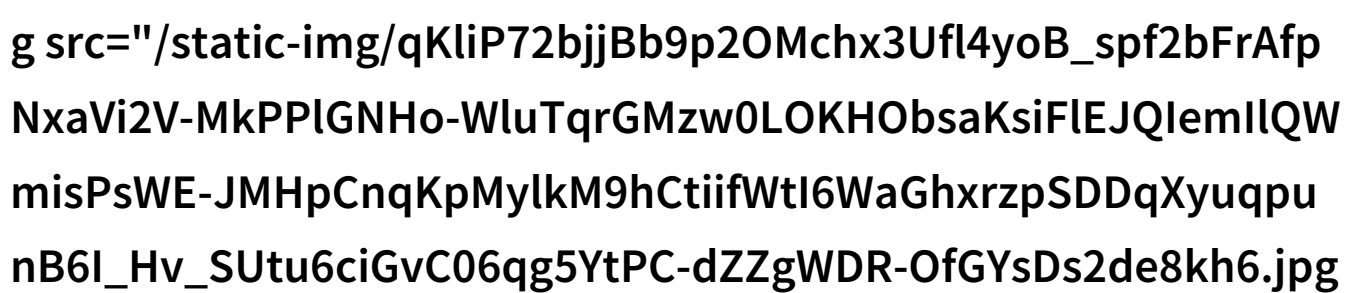 g src="/static-img/qKliP72bjjBb9p2OMchx3Ufl4yoB_spf2bFrAfp
NxaVi2V-MkPPlGNHo-WluTqrGMzw0LOKHObsaKsiFlEJQIemIlQW
misPsWE-JMHpCnqKpMylkM9hCtiifWtI6WaGhxrzpSDDqXyuqpu
nB6I_Hv_SUtu6ciGvC06qg5YtPC-dZZgWDR-OfGYsDs2de8kh6.jpg